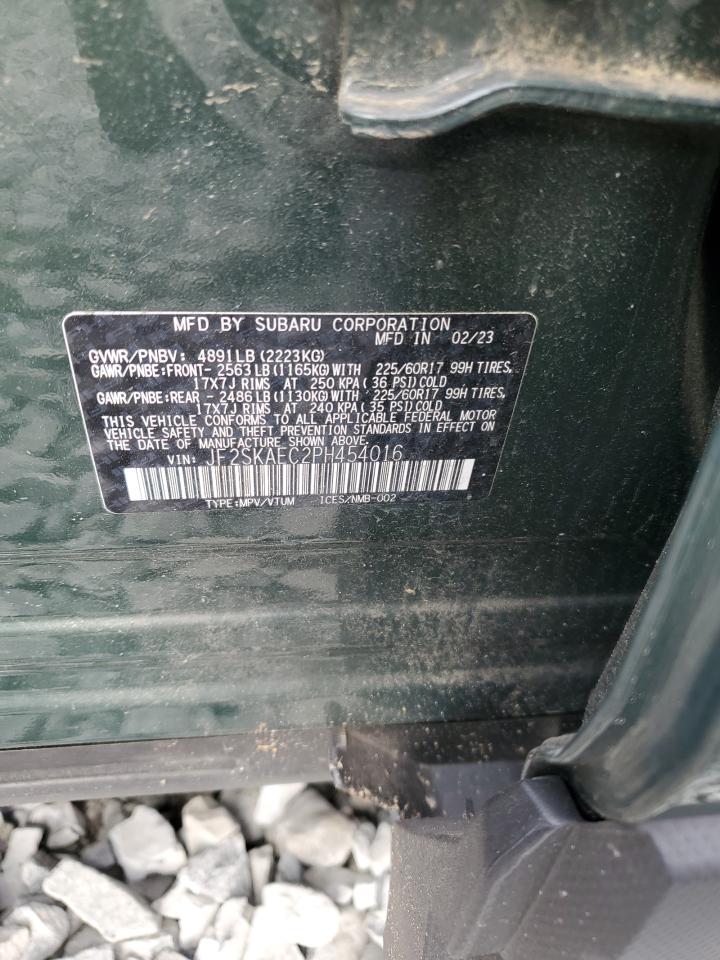 MFD BY SUBARU CORPORATION
MFD IN 02/23
GVWR/PNBV: 4891LB(2223KG)
GAWR/PNBE:FRONT- 2563LB(1165KG)WITH 225/60R17 99H TIRES,
17X7J RIMS AT 250 KPA(36 PSI)COLD
GAWR/PNBE:REAR - 2486LB(1130KG)WITH 225/60R17 99H TIRES,
17X7J RIMS AT 240 KPA(35 PSI)COLD
THIS VEHICLE CONFORMS TO ALL APPLICABLE FEDERAL MOTOR
VEHICLE SAFETY AND THEFT PREVENTION STANDARDS IN EFFECT ON
THE DATE OF MANUFACTURE SHOWN ABOVE.
VIN: JF2SKAEC2PH454016
TYPE:MPV/VTUM ICES/NMB-002